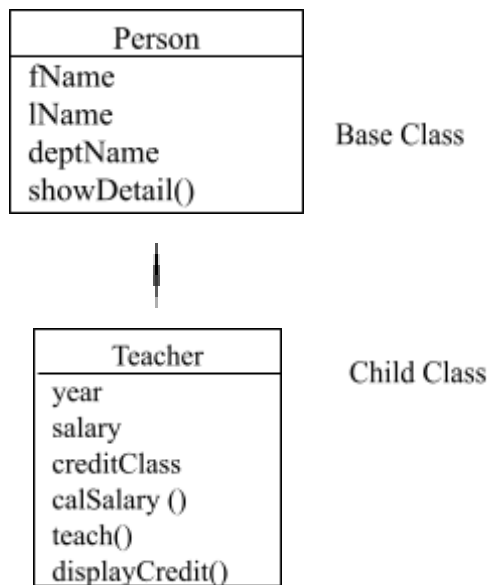 Person
fName
lName
deptName
showDetail()
Base Class
Teacher
year
salary
creditClass
calSalary ()
teach()
displayCredit()
Child Class